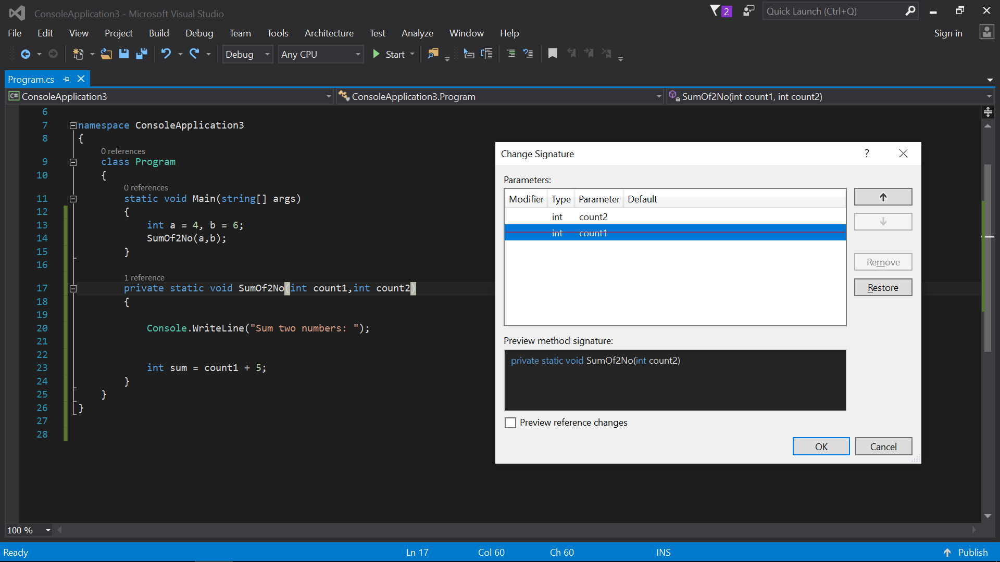 ConsoleApplication3 - Microsoft Visual Studio
2
Quick Launch (Ctrl+Q)
File Edit View Project Build Debug Team Tools Architecture Test Analyze Window Help
Sign in
Debug Any CPU Start
Program.cs
C# ConsoleApplication3
ConsoleApplication3.Program
SumOf2No(int count1, int count2)
6
7 namespace ConsoleApplication3
8 {
0 references
9 class Program
10 {
0 references
11 static void Main(string[] args)
12 {
13 int a = 4, b = 6;
14 SumOf2No(a,b);
15 }
16
1 reference
17 private static void SumOf2No(int count1,int count2)
18 {
19
20 Console.WriteLine("Sum two numbers: ");
21
22
23 int sum = count1 + 5;
24 }
25 }
26 }
27
28
Change Signature
?
Parameters:
Modifier Type Parameter Default
int count2
int count1
Remove
Restore
Preview method signature:
private static void SumOf2No(int count2)
Preview reference changes
OK
Cancel
100 %
Ready
Ln 17
Col 60
Ch 60
INS
Publish